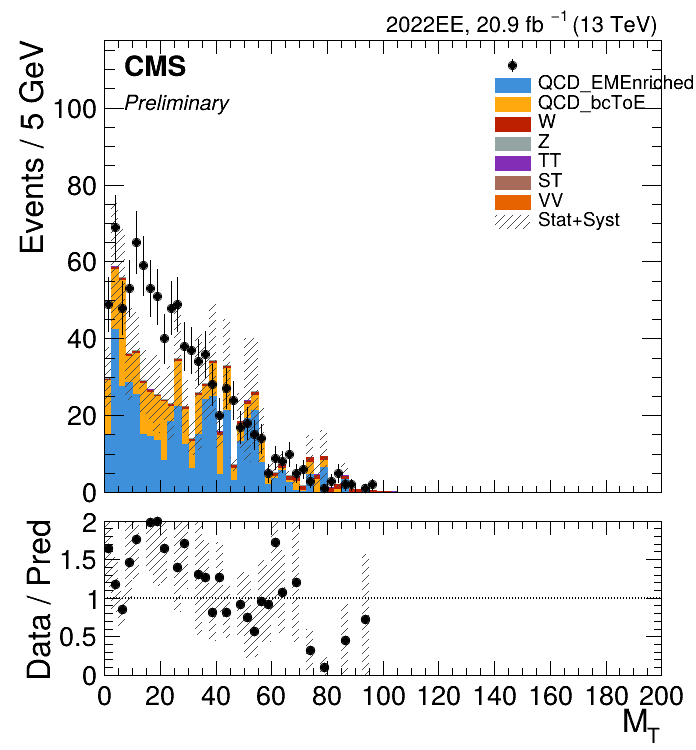 2022EE, 20.9 fb ⁻¹ (13 TeV)
CMS
Preliminary
QCD_EMEnriched
QCD_bcToE
W
Z
TT
ST
VV
Stat+Syst
Events / 5 GeV
100
80
60
40
20
0
Data / Pred
2
1.5
1
0.5
0
0 20 40 60 80 100 120 140 160 180 200
M_T